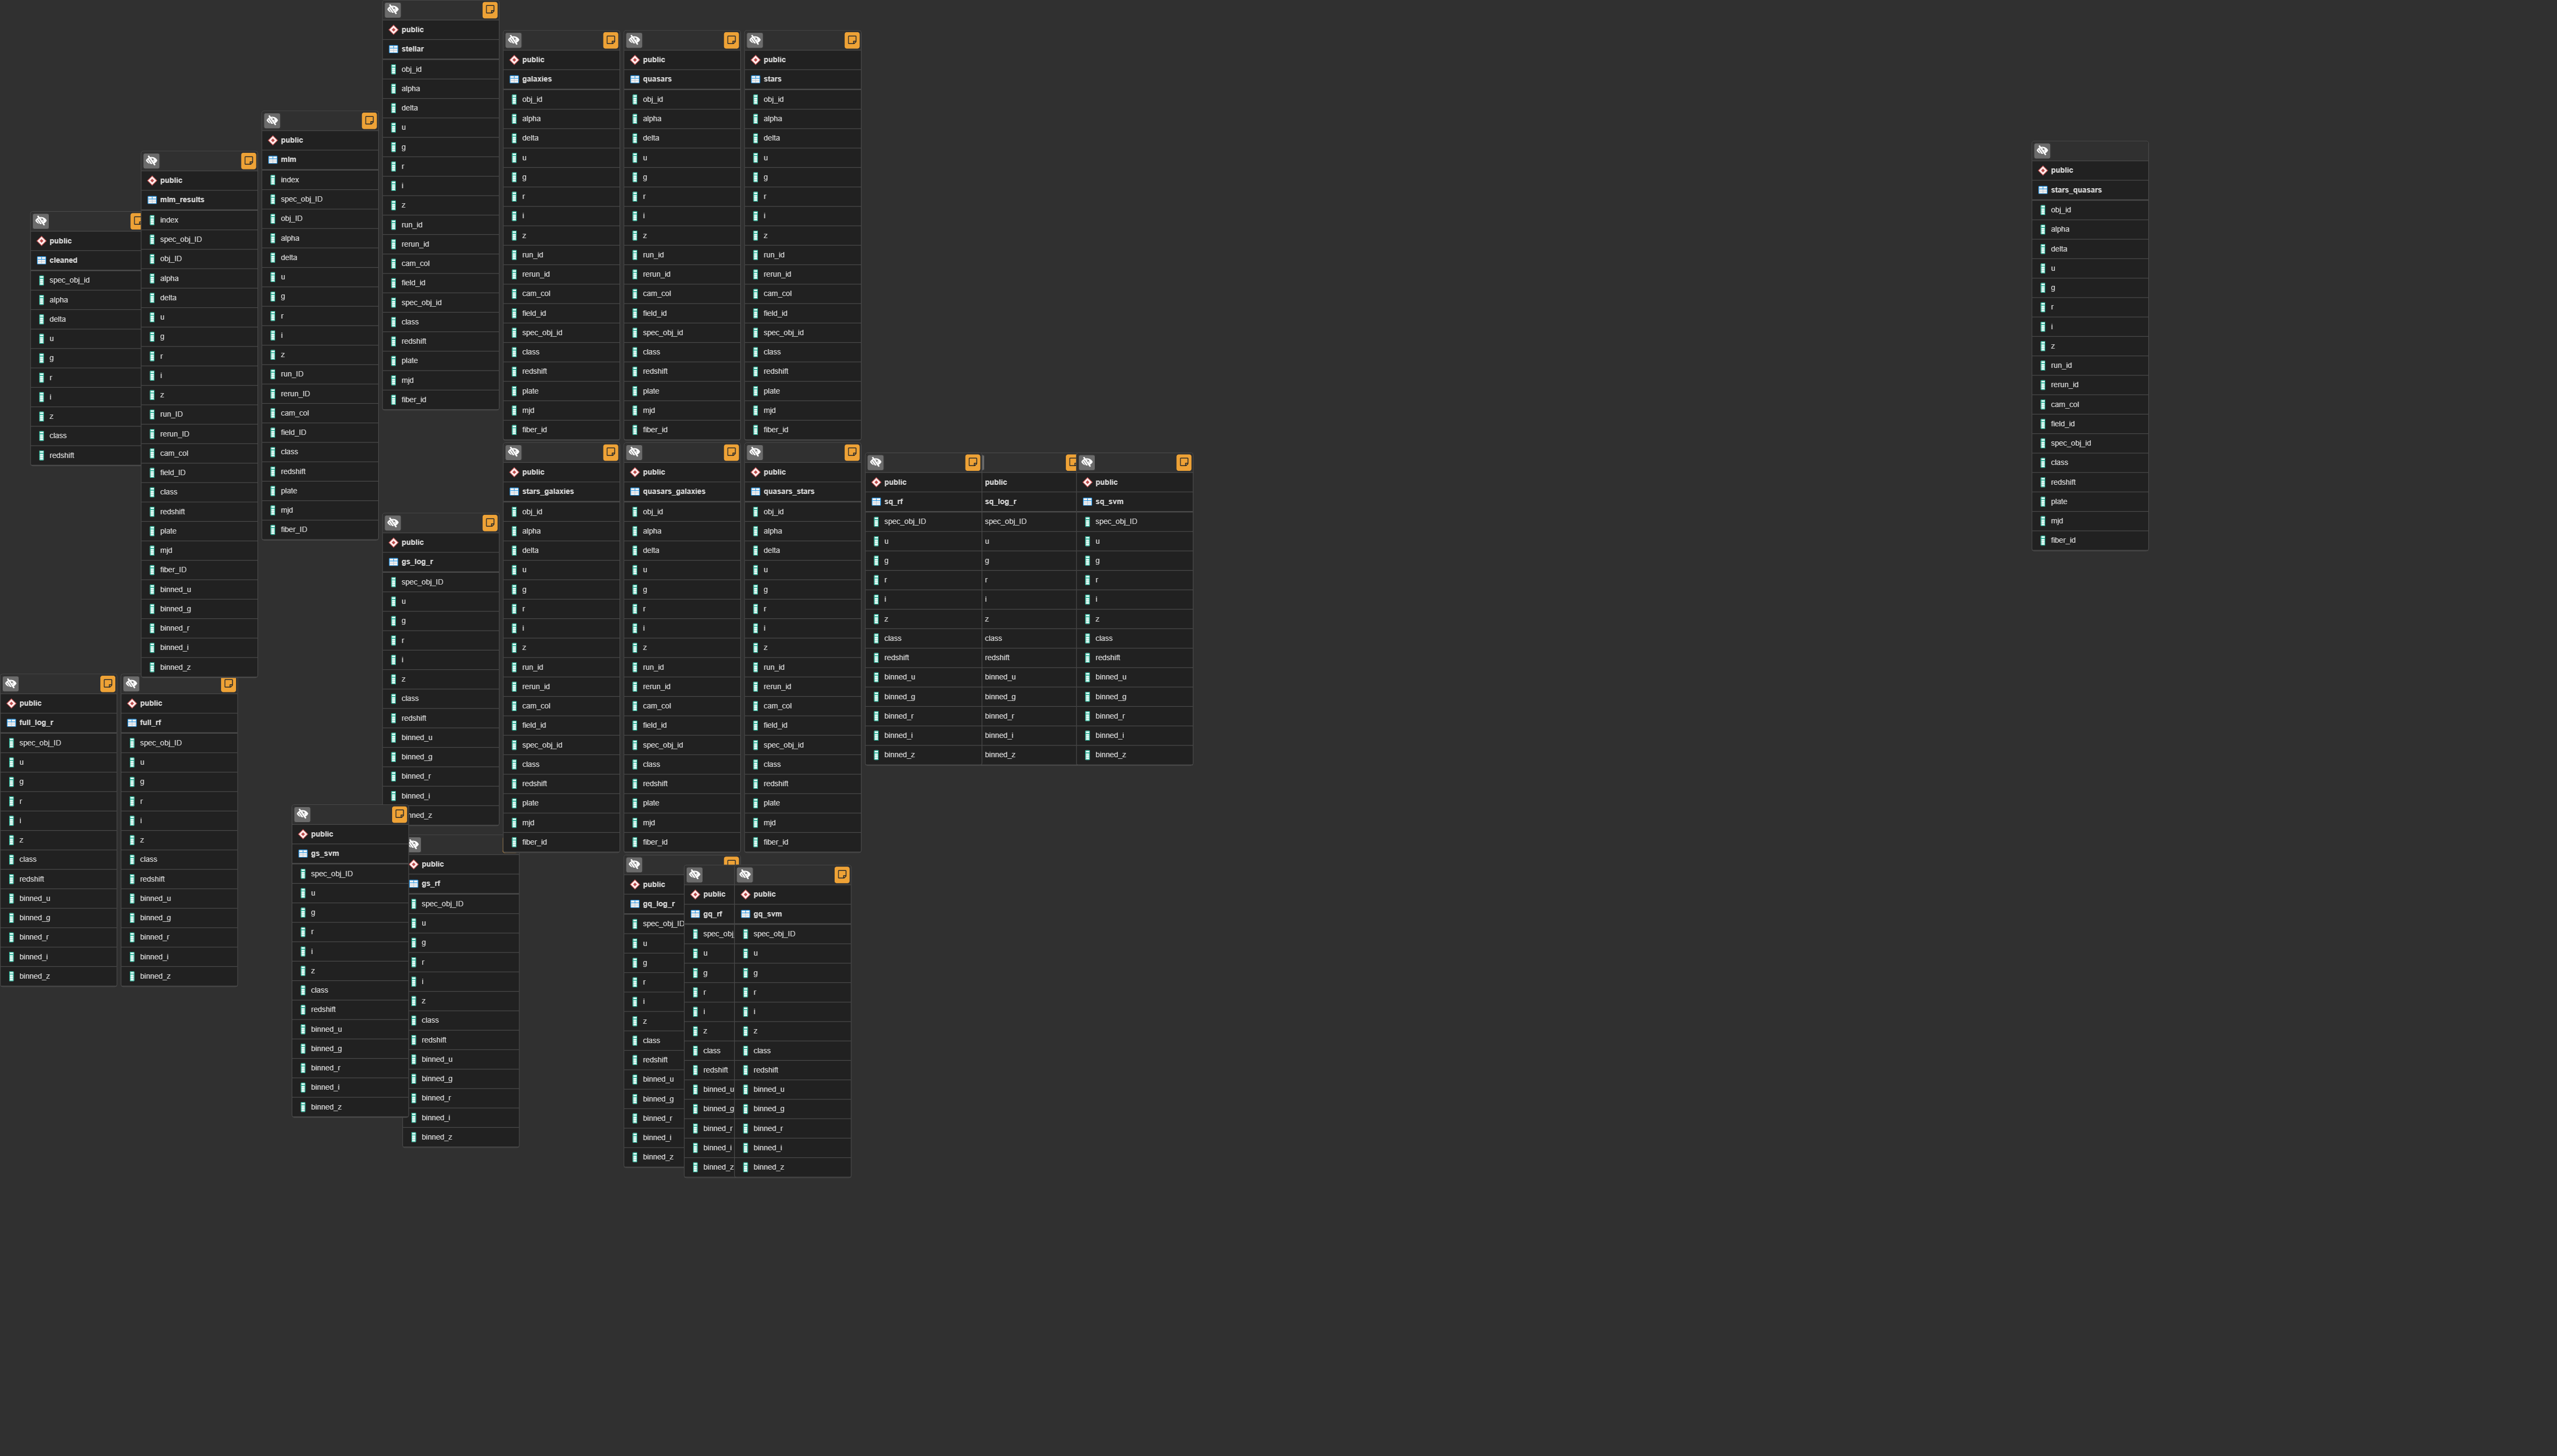 public
stellar
obj_id
alpha
delta
u
g
r
i
z
run_id
rerun_id
cam_col
field_id
spec_obj_id
class
redshift
plate
mjd
fiber_id
public
galaxies
obj_id
alpha
delta
u
g
r
i
z
run_id
rerun_id
cam_col
field_id
spec_obj_id
class
redshift
plate
mjd
fiber_id
public
quasars
obj_id
alpha
delta
u
g
r
i
z
run_id
rerun_id
cam_col
field_id
spec_obj_id
class
redshift
plate
mjd
fiber_id
public
stars
obj_id
alpha
delta
u
g
r
i
z
run_id
rerun_id
cam_col
field_id
spec_obj_id
class
redshift
plate
mjd
fiber_id
public
mlm
index
spec_obj_ID
obj_ID
alpha
delta
u
g
r
i
z
run_ID
rerun_ID
cam_col
field_ID
class
redshift
plate
mjd
fiber_ID
public
mlm_results
index
spec_obj_ID
obj_ID
alpha
delta
u
g
r
i
z
run_ID
rerun_ID
cam_col
field_ID
class
redshift
plate
mjd
fiber_ID
binned_u
binned_g
binned_r
binned_i
binned_z
public
cleaned
spec_obj_id
alpha
delta
u
g
r
i
z
class
redshift
public
stars_quasars
obj_id
alpha
delta
u
g
r
i
z
run_id
rerun_id
cam_col
field_id
spec_obj_id
class
redshift
plate
mjd
fiber_id
public
stars_galaxies
obj_id
alpha
delta
u
g
r
i
z
run_id
rerun_id
cam_col
field_id
spec_obj_id
class
redshift
plate
mjd
fiber_id
public
quasars_galaxies
obj_id
alpha
delta
u
g
r
i
z
run_id
rerun_id
cam_col
field_id
spec_obj_id
class
redshift
plate
mjd
fiber_id
public
quasars_stars
obj_id
alpha
delta
u
g
r
i
z
run_id
rerun_id
cam_col
field_id
spec_obj_id
class
redshift
plate
mjd
fiber_id
public
sq_rf
spec_obj_ID
u
g
r
i
z
class
redshift
binned_u
binned_g
binned_r
binned_i
binned_z
public
sq_log_r
spec_obj_ID
u
g
r
i
z
class
redshift
binned_u
binned_g
binned_r
binned_i
binned_z
public
sq_svm
spec_obj_ID
u
g
r
i
z
class
redshift
binned_u
binned_g
binned_r
binned_i
binned_z
public
gs_log_r
spec_obj_ID
u
g
r
i
z
class
redshift
binned_u
binned_g
binned_r
binned_i
nned_z
public
full_log_r
spec_obj_ID
u
g
r
i
z
class
redshift
binned_u
binned_g
binned_r
binned_i
binned_z
public
full_rf
spec_obj_ID
u
g
r
i
z
class
redshift
binned_u
binned_g
binned_r
binned_i
binned_z
public
gs_svm
spec_obj_ID
u
g
r
i
z
class
redshift
binned_u
binned_g
binned_r
binned_i
binned_z
public
gs_rf
spec_obj_ID
u
g
r
i
z
class
redshift
binned_u
binned_g
binned_r
binned_i
binned_z
public
gq_log_r
spec_obj_ID
u
g
r
i
z
class
redshift
binned_u
binned_g
binned_r
binned_i
binned_z
public
gq_rf
spec_obj
u
g
r
i
z
class
redshift
binned_u
binned_g
binned_r
binned_i
binned_z
public
gq_svm
spec_obj_ID
u
g
r
i
z
class
redshift
binned_u
binned_g
binned_r
binned_i
binned_z